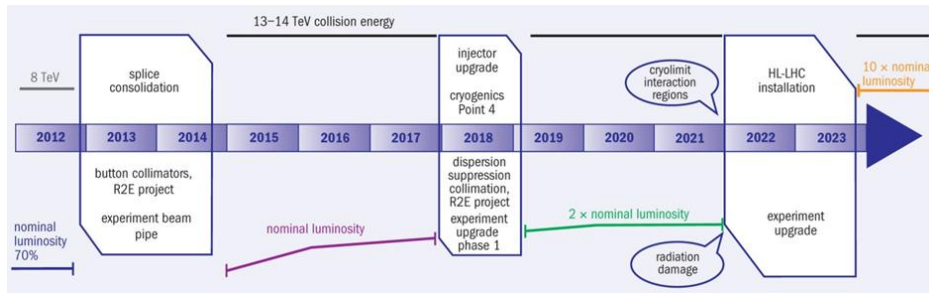 13–14 TeV collision energy
8 TeV
splice
consolidation
injector
upgrade
cryogenics
Point 4
cryolimit
interaction
regions
HL-LHC
installation
10 × nomina
luminosity
2012
2013
2014
2015
2016
2017
2018
2019
2020
2021
2022
2023
button collimators,
R2E project
experiment beam
pipe
nominal
luminosity
70%
nominal luminosity
dispersion
suppression
collimation,
R2E project
experiment
upgrade
phase 1
2 × nominal luminosity
radiation
damage
experiment
upgrade